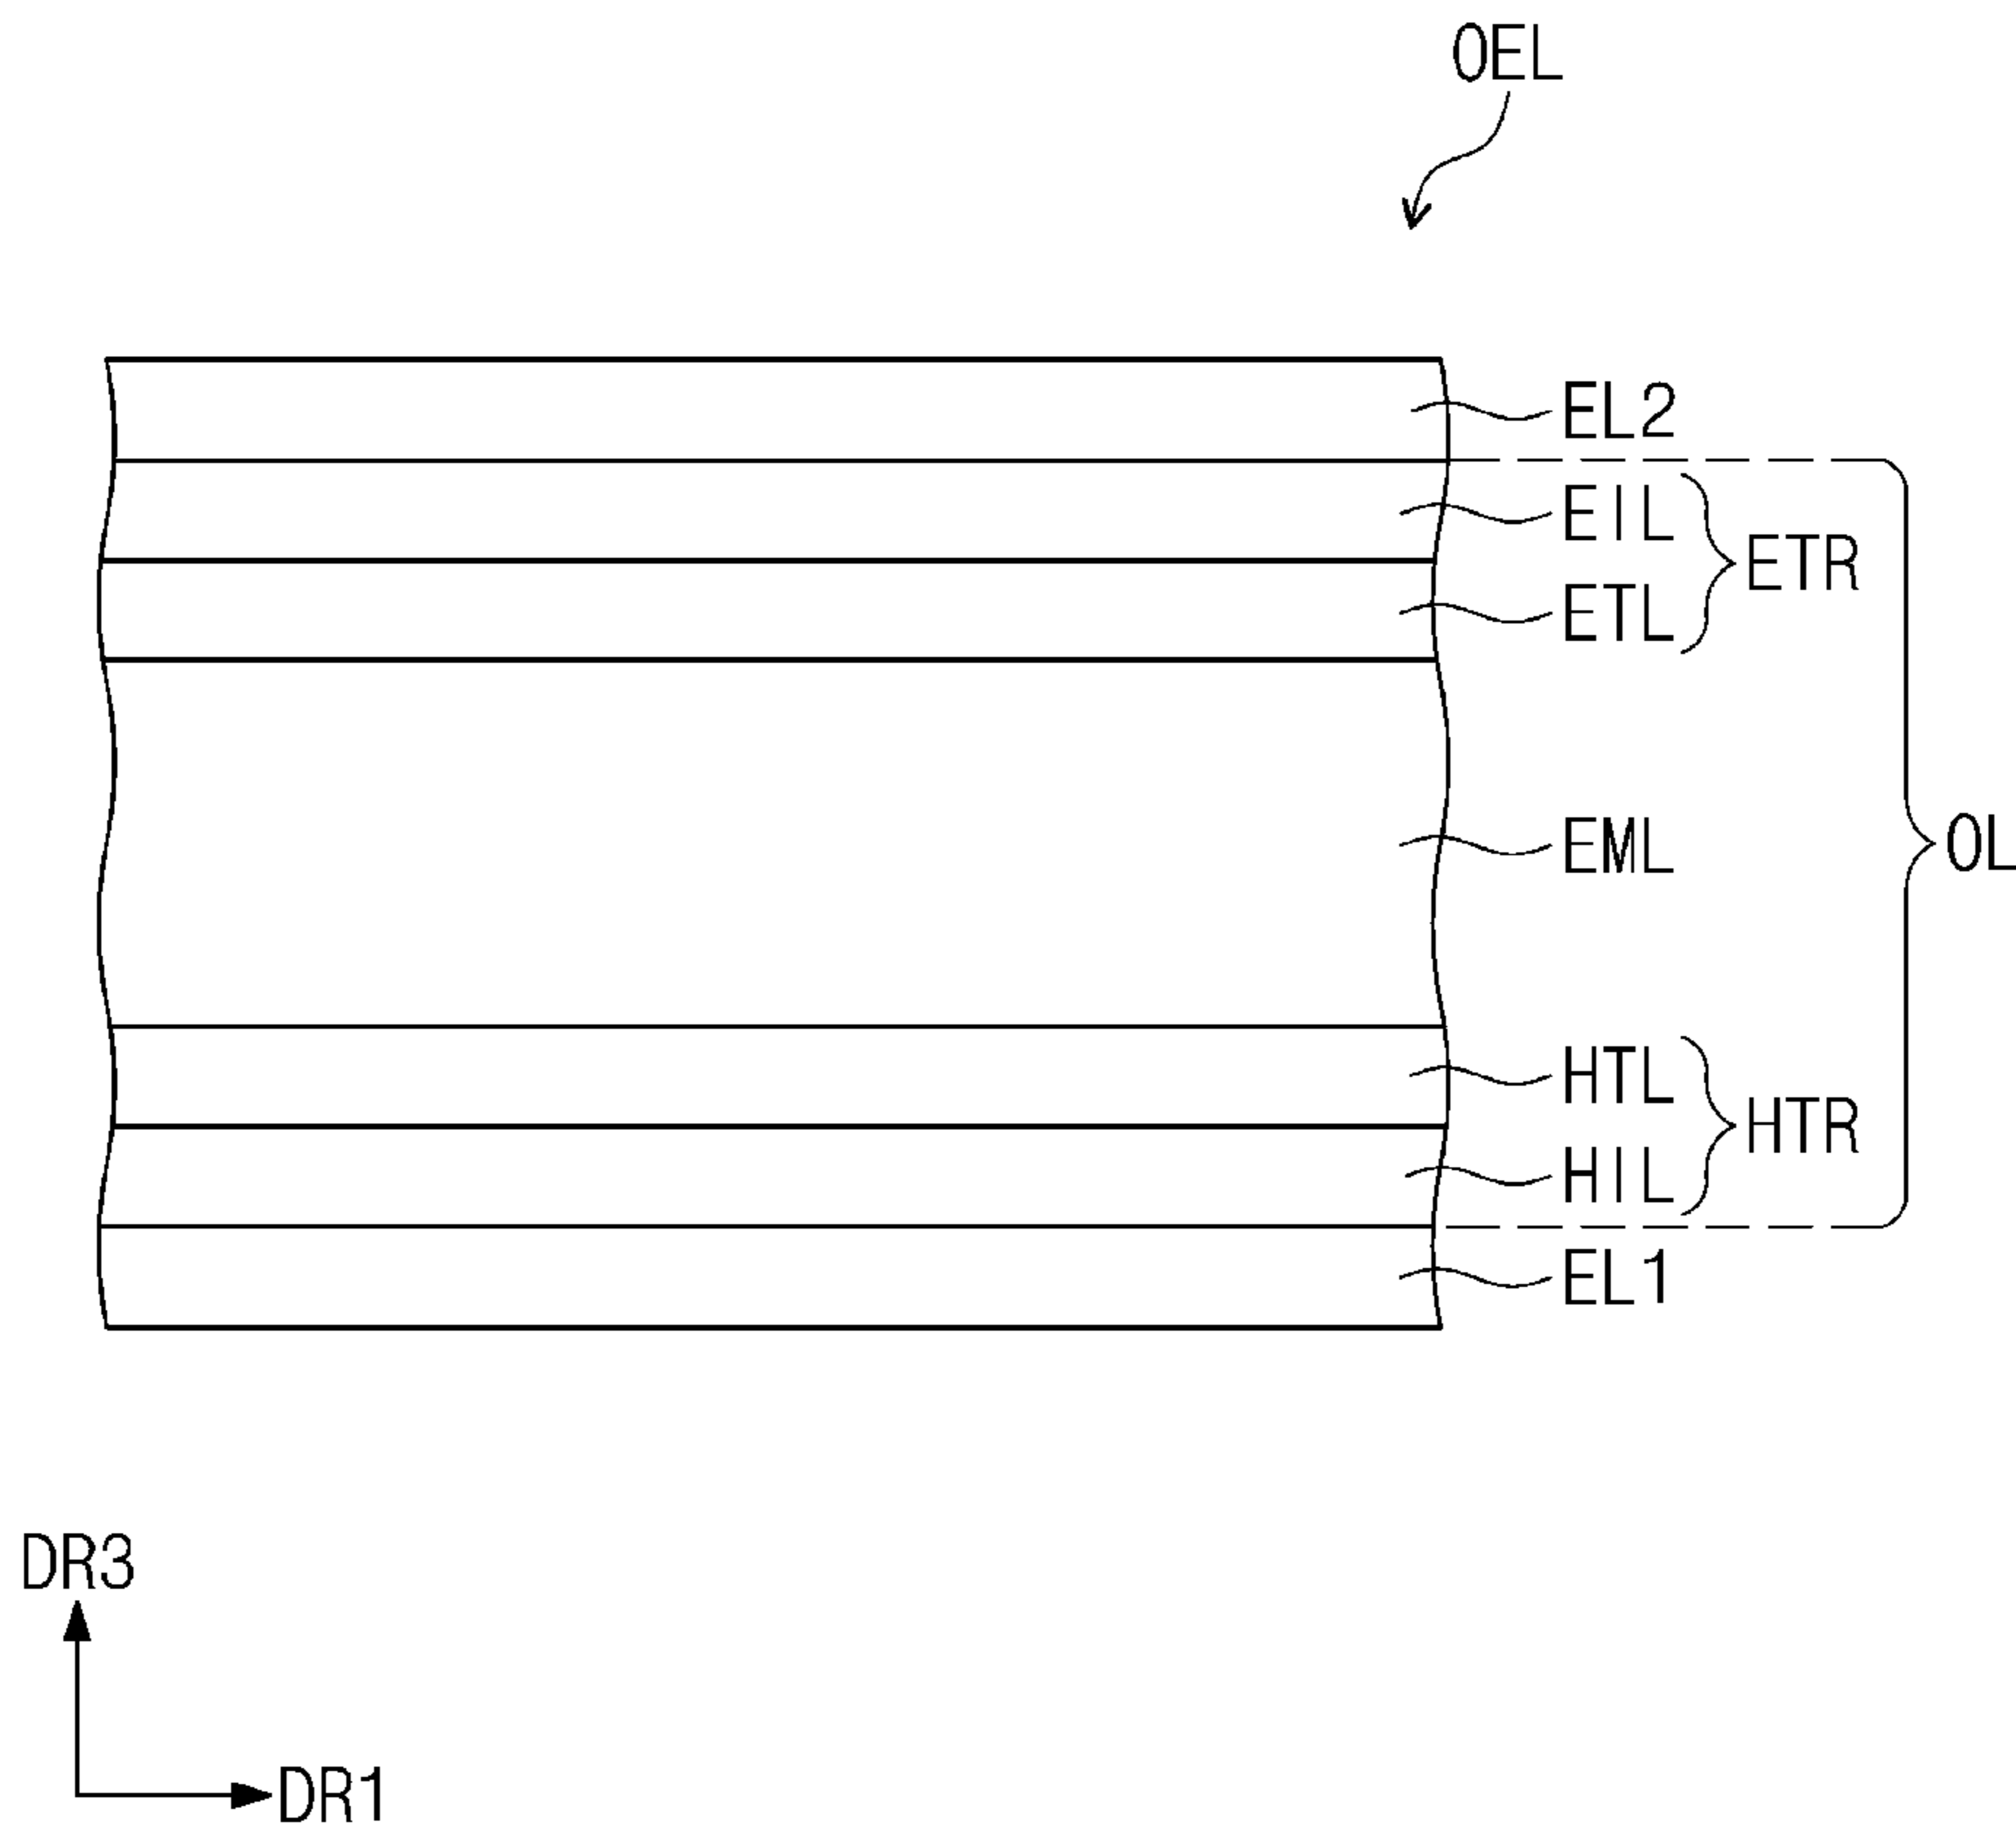 OEL
EL2
EIL
ETR
ETL
EML
OL
HTL
HTR
HIL
EL1
DR3
DR1